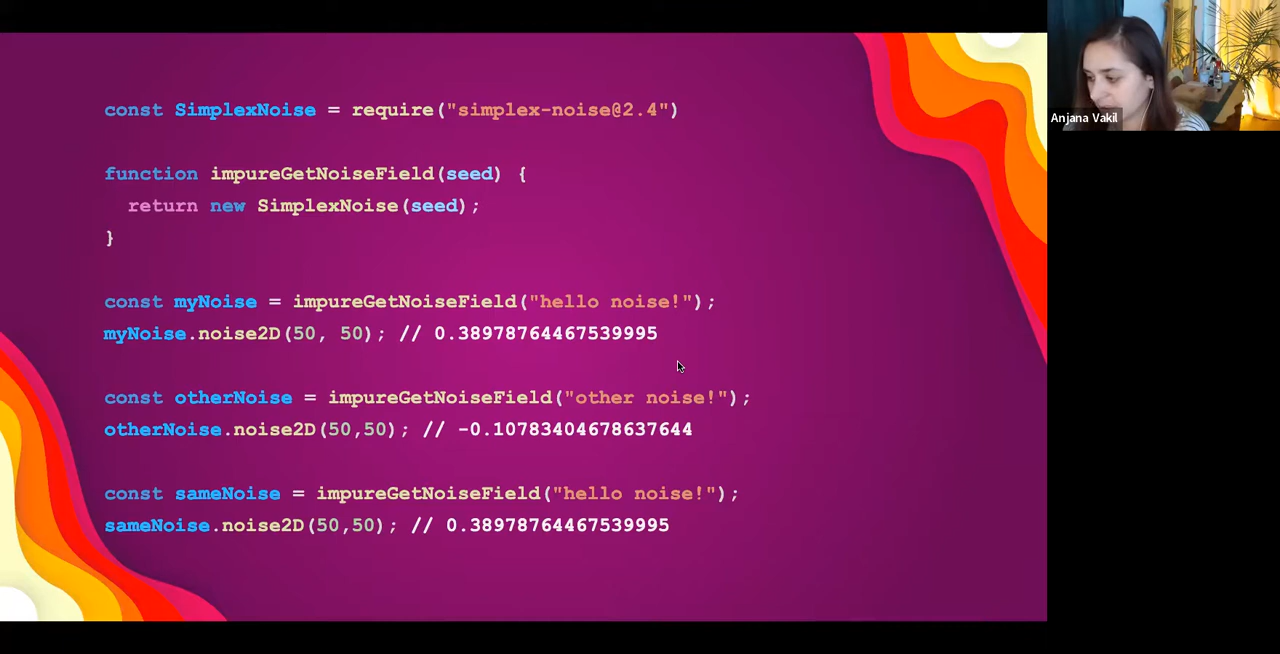 const SimplexNoise = require("simplex-noise@2.4")
function impureGetNoiseField(seed) {
return new SimplexNoise(seed);
}
const myNoise = impureGetNoiseField("hello noise!");
myNoise.noise2D(50, 50); // 0.38978764467539995
const otherNoise = impureGetNoiseField("other noise!");
otherNoise.noise2D(50,50); // -0.10783404678637644
const sameNoise = impureGetNoiseField("hello noise!");
sameNoise.noise2D(50,50); // 0.38978764467539995
Anjana Vakil